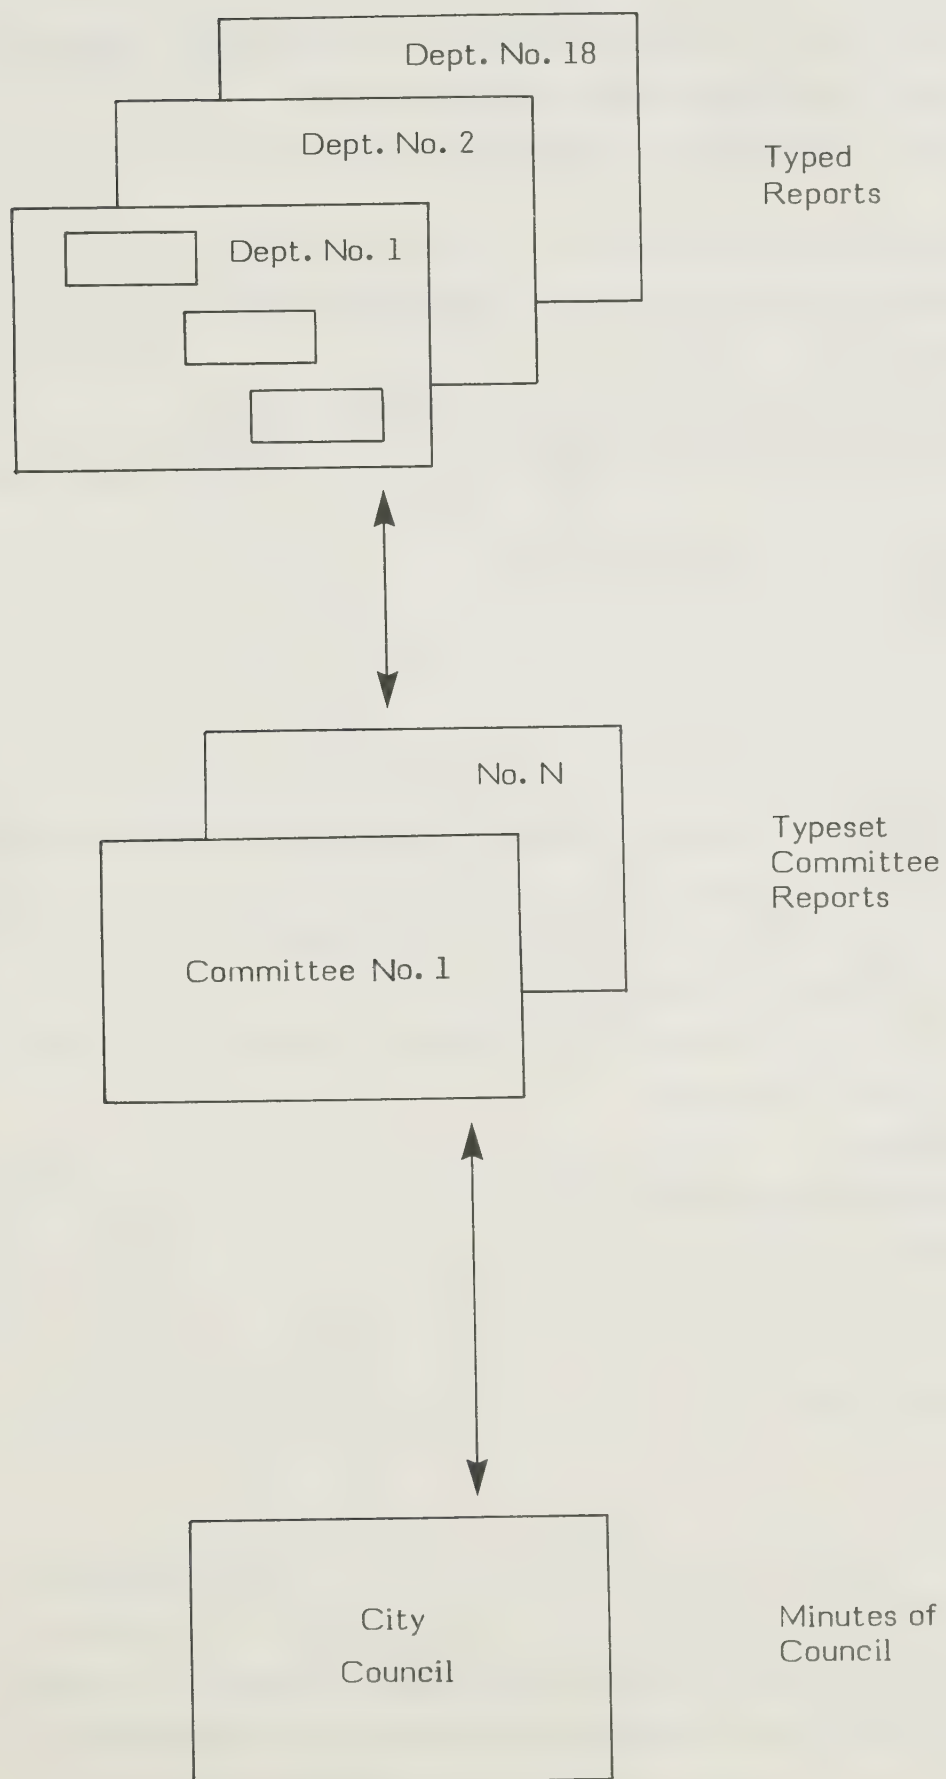 Dept. No. 18
Dept. No. 2
Dept. No. 1
Typed
Reports
No. N
Committee No. 1
Typeset
Committee
Reports
City
Council
Minutes of
Council